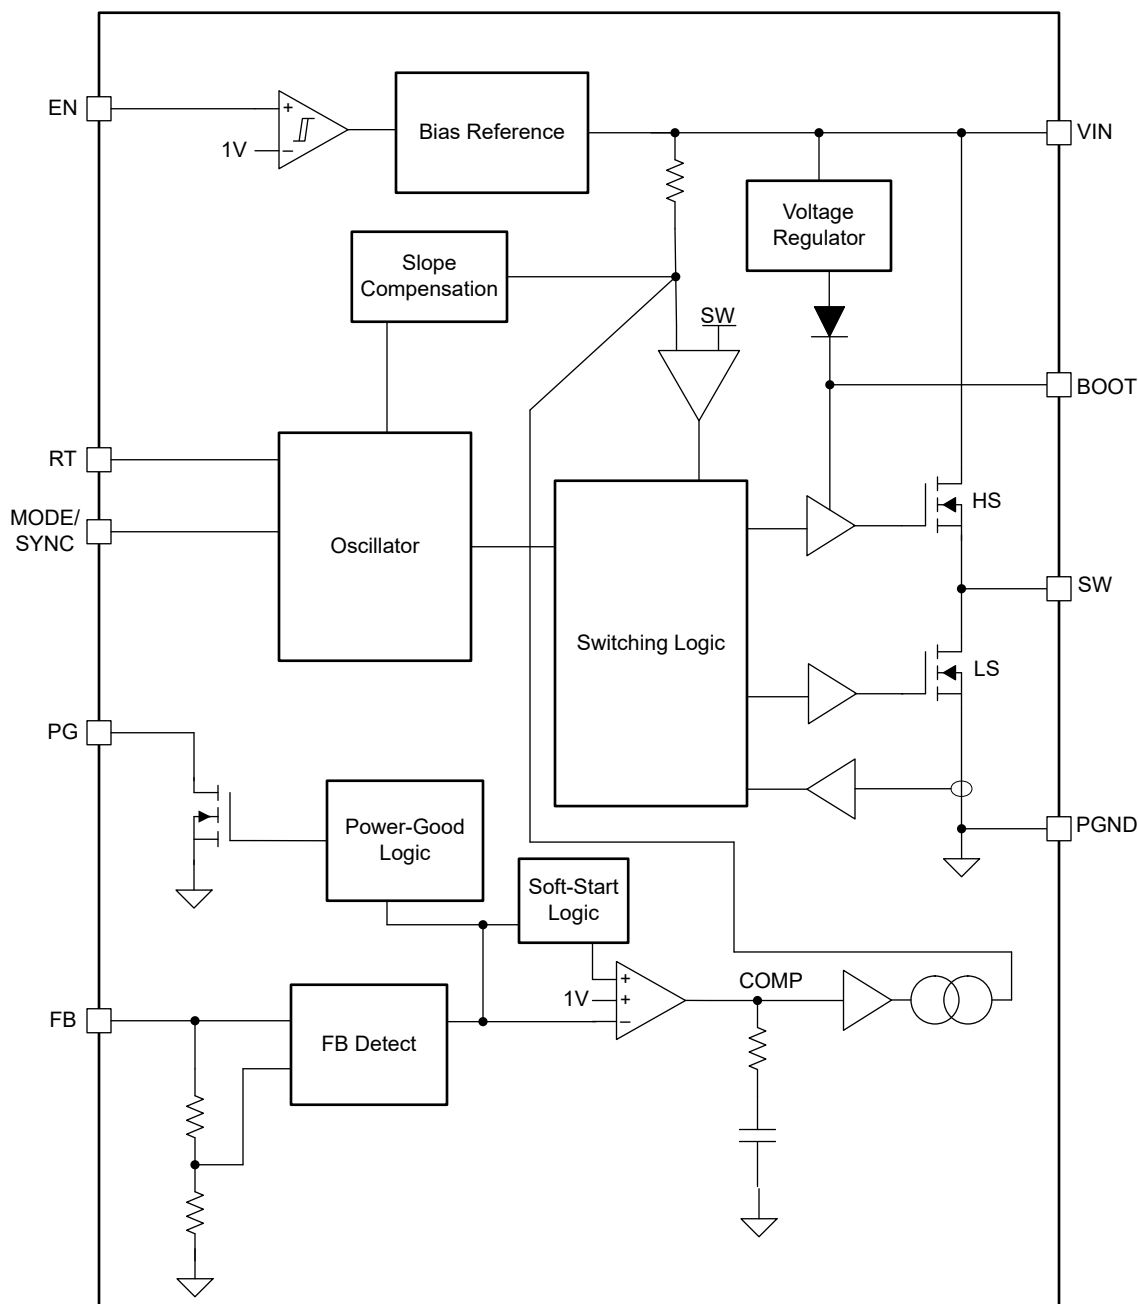 EN
+
1V
−
Bias Reference
VIN
Voltage
Regulator
Slope
Compensation
SW
BOOT
RT
MODE/
SYNC
Oscillator
HS
SW
Switching Logic
LS
PG
Power-Good
Logic
PGND
Soft-Start
Logic
+
1V
+
−
COMP
FB
FB Detect